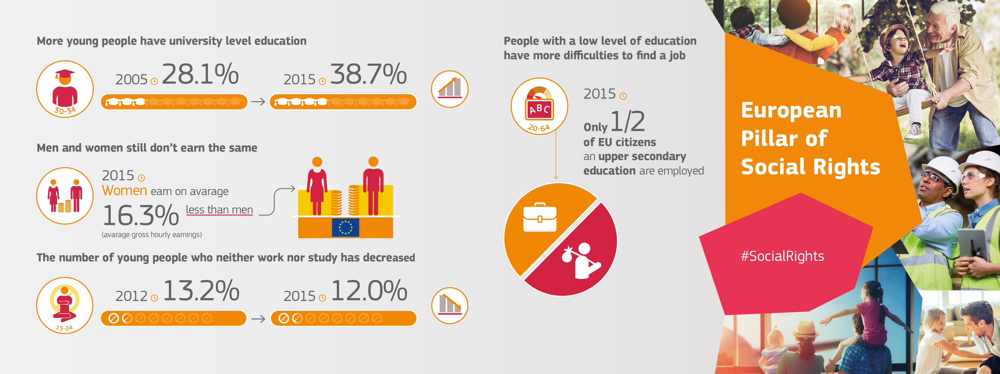 More young people have university level education
30-34
2005 28.1%
2015 38.7%
Men and women still don't earn the same
2015
Women earn on avarage
16.3% less than men
(avarage gross hourly earnings)
The number of young people who neither work nor study has decreased
15-24
2012 13.2%
2015 12.0%
People with a low level of education
have more difficulties to find a job
ABC
20-64
2015
Only 1/2
of EU citizens
an upper secondary
education are employed
European
Pillar of
Social Rights
#SocialRights